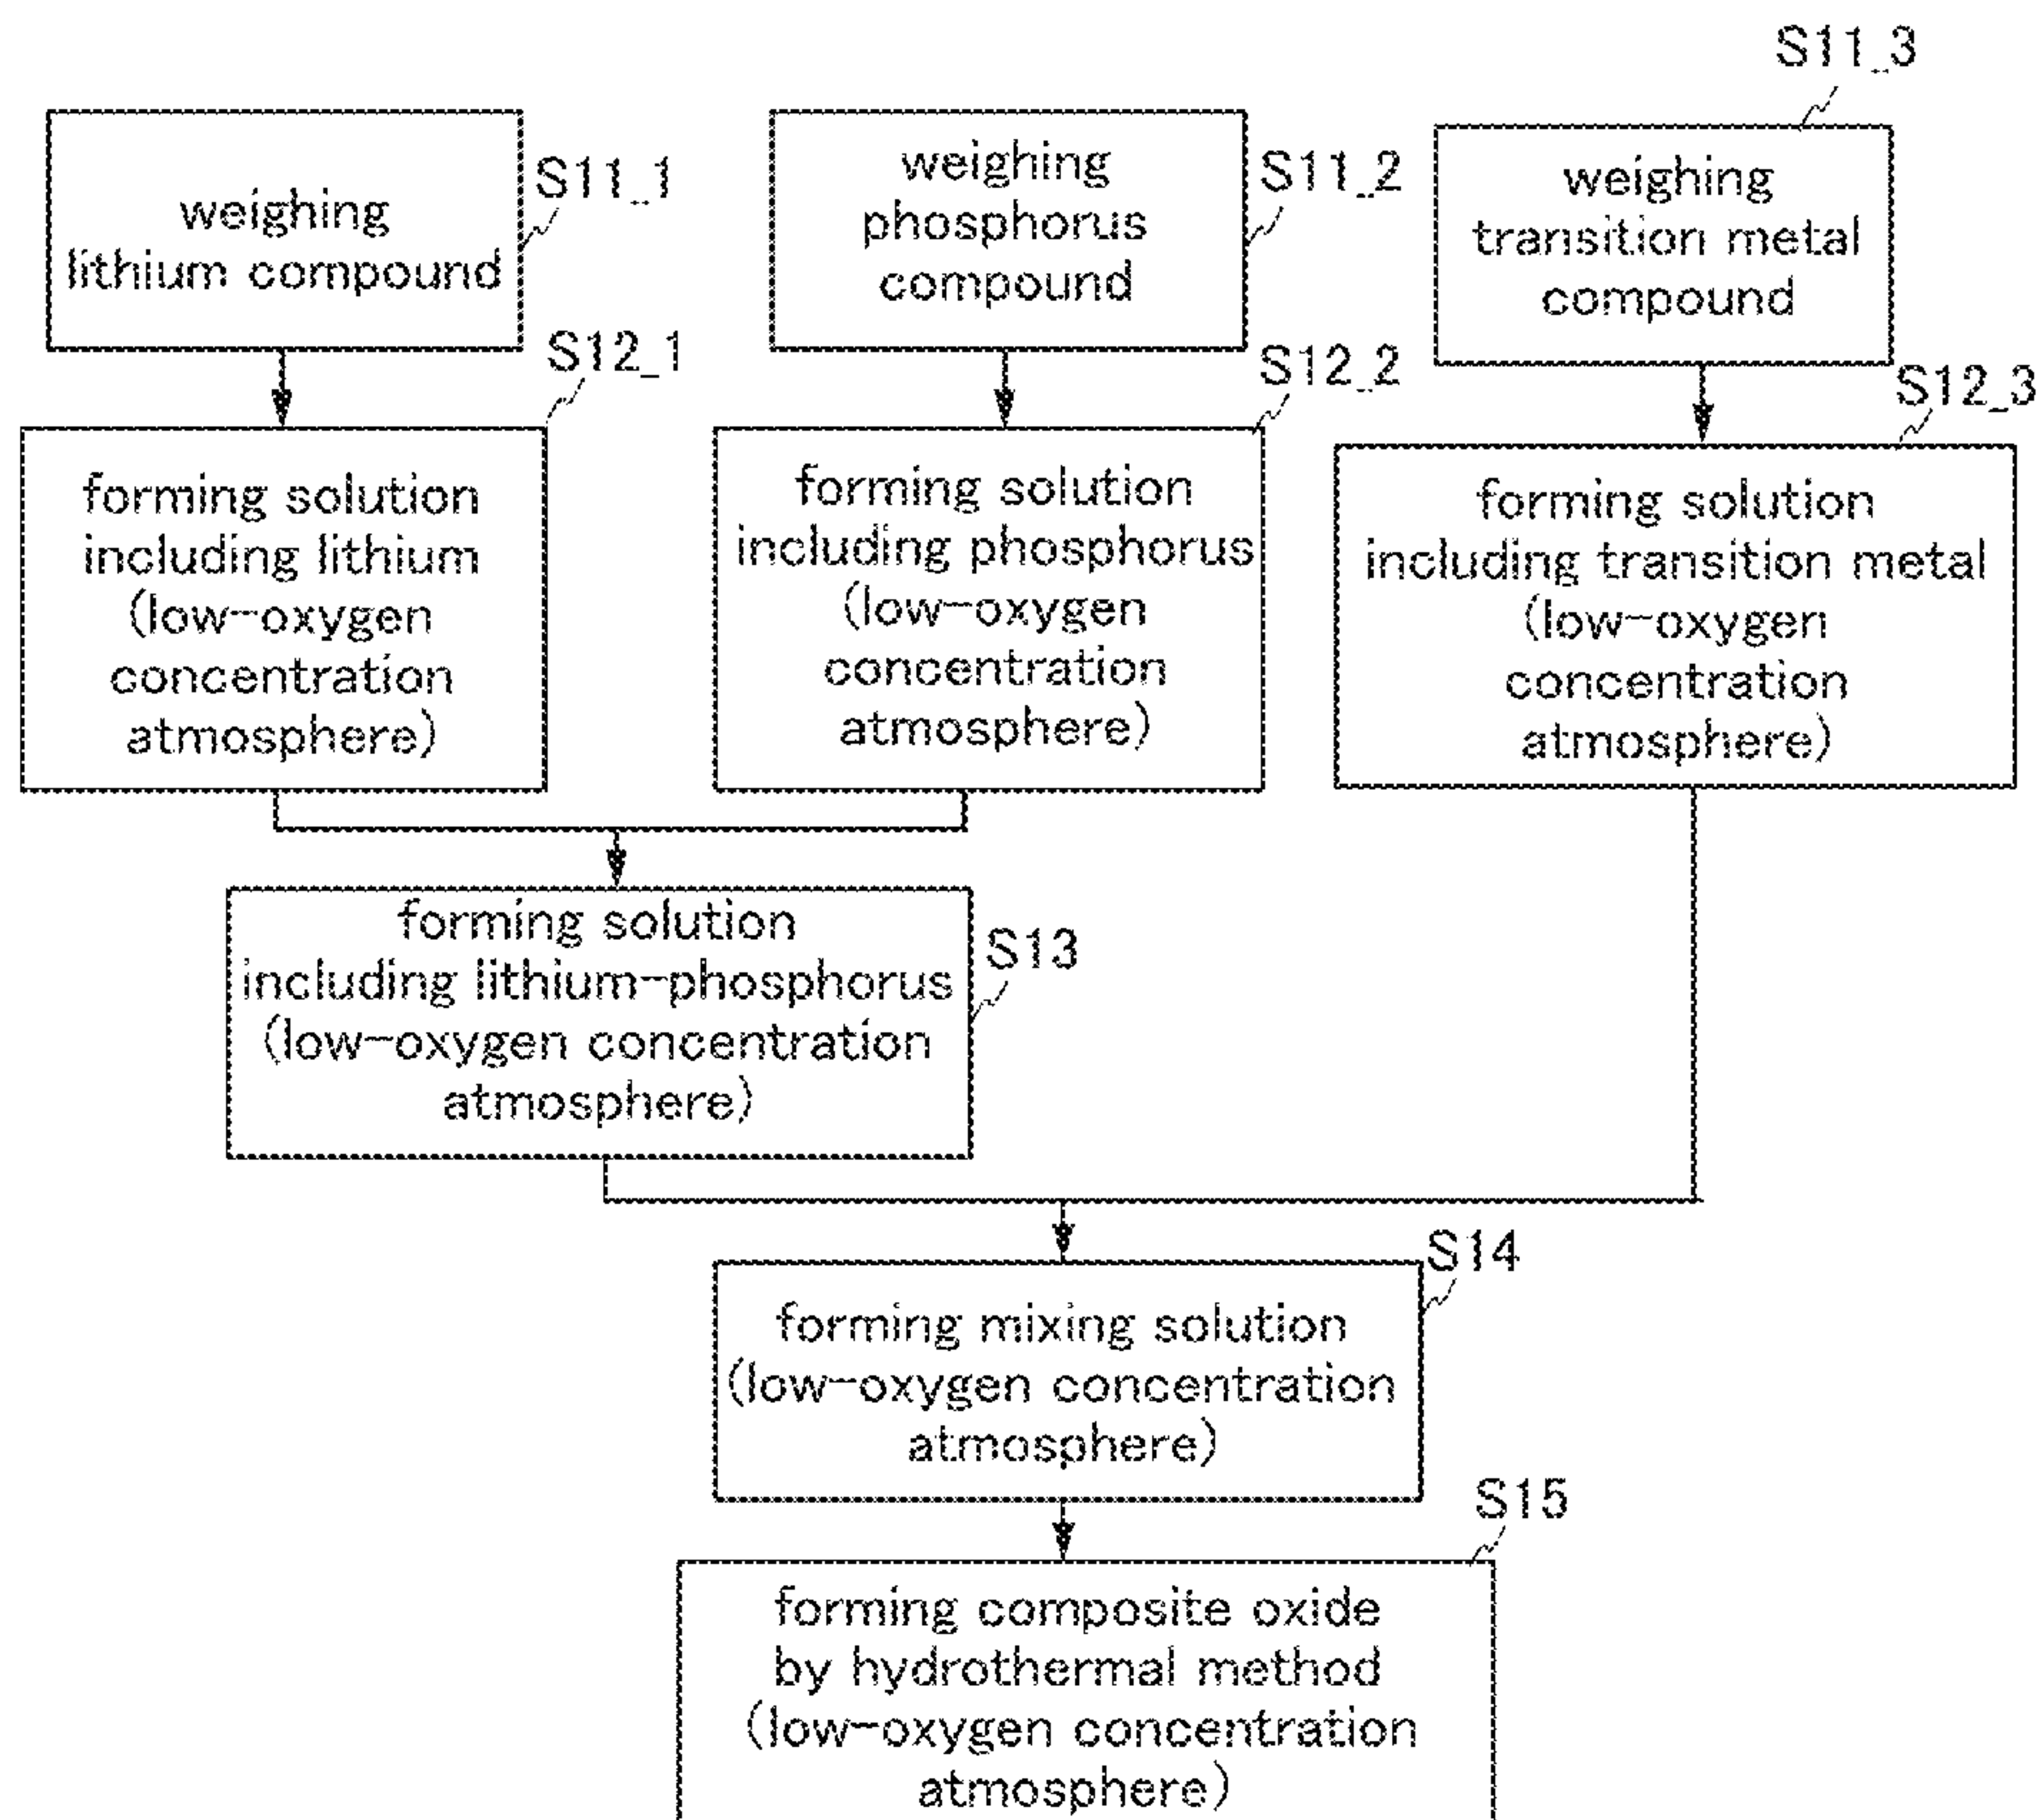 S11_1
weighing
lithium compound
S11_2
weighing
phosphorus
compound
S11_3
weighing
transition metal
compound
S12_1
forming solution
including lithium
(low-oxygen
concentration
atmosphere)
S12_2
forming solution
including phosphorus
(low-oxygen
concentration
atmosphere)
S12_3
forming solution
including transition metal
(low-oxygen
concentration
atmosphere)
S13
forming solution
including lithium-phosphorus
(low-oxygen concentration
atmosphere)
S14
forming mixing solution
(low-oxygen concentration
atmosphere)
S15
forming composite oxide
by hydrothermal method
(low-oxygen concentration
atmosphere)